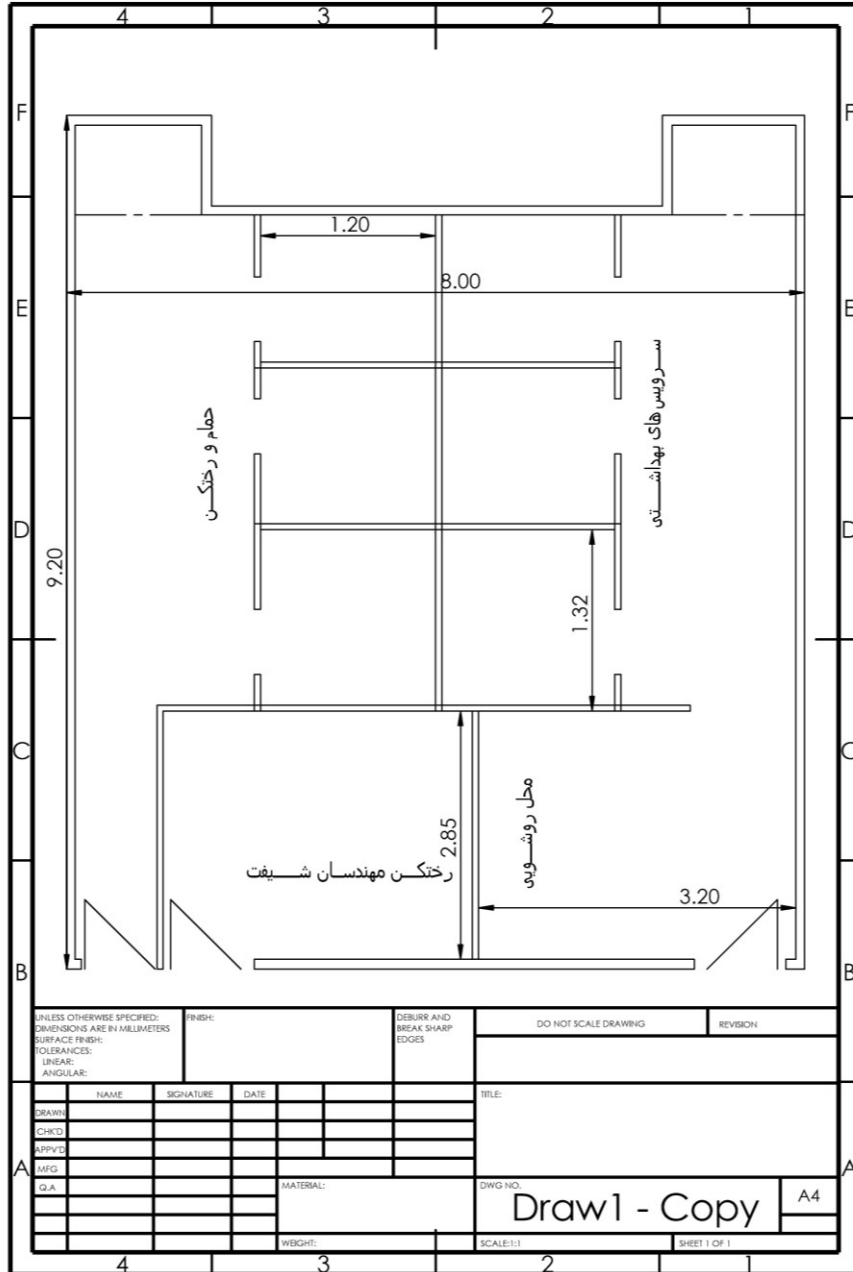 4 3 2 1
F F
1.20
8.00
E E
سرویس های بهداشتی
حمام و رختکن
D D
9.20
1.32
C C
محل روشویی
2.85
رختکن مهندسان شیفت
3.20
B B
UNLESS OTHERWISE SPECIFIED:
DIMENSIONS ARE IN MILLIMETERS
SURFACE FINISH:
TOLERANCES:
LINEAR:
ANGULAR:
FINISH:
DEBURR AND
BREAK SHARP
EDGES
DO NOT SCALE DRAWING
REVISION
NAME SIGNATURE DATE
TITLE:
DRAWN
CHK'D
APPV'D
MFG
Q.A
A A
MATERIAL:
DWG NO.
Draw1 - Copy
A4
WEIGHT:
SCALE:1:1
SHEET 1 OF 1
4 3 2 1